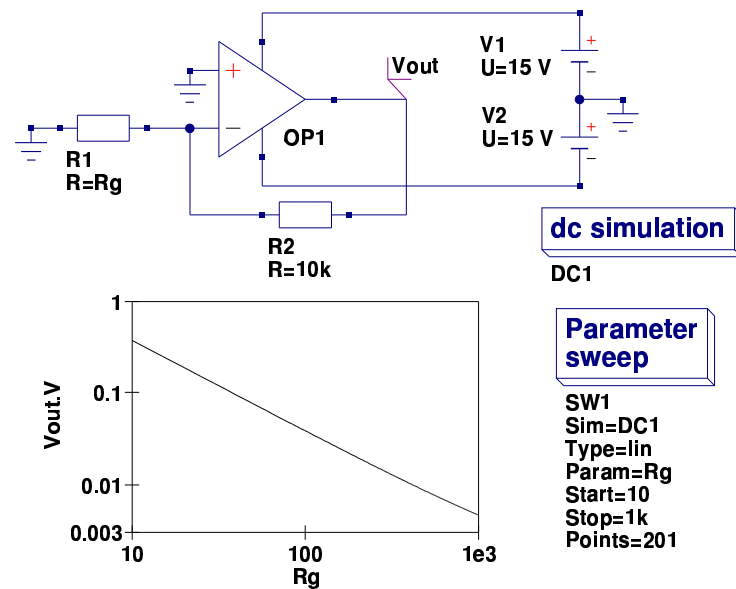 V1
U=15 V
Vout
V2
U=15 V
+
−
+
−
+
−
OP1
R1
R=Rg
R2
R=10k
dc simulation
DC1
Parameter
sweep
SW1
Sim=DC1
Type=lin
Param=Rg
Start=10
Stop=1k
Points=201
1
0.1
0.01
0.003
Vout.V
10
100
1e3
Rg